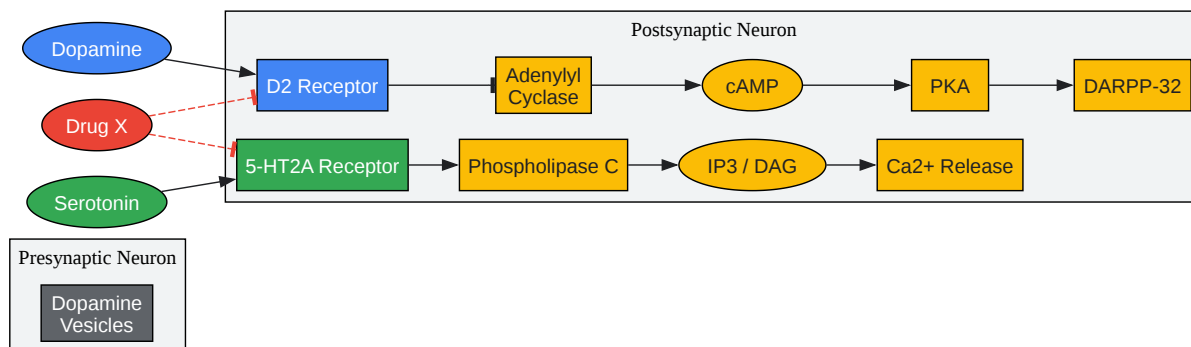 Postsynaptic Neuron
Dopamine
D2 Receptor
Adenylyl
Cyclase
cAMP
PKA
DARPP-32
Drug X
5-HT2A Receptor
Phospholipase C
IP3 / DAG
Ca2+ Release
Serotonin
Presynaptic Neuron
Dopamine
Vesicles